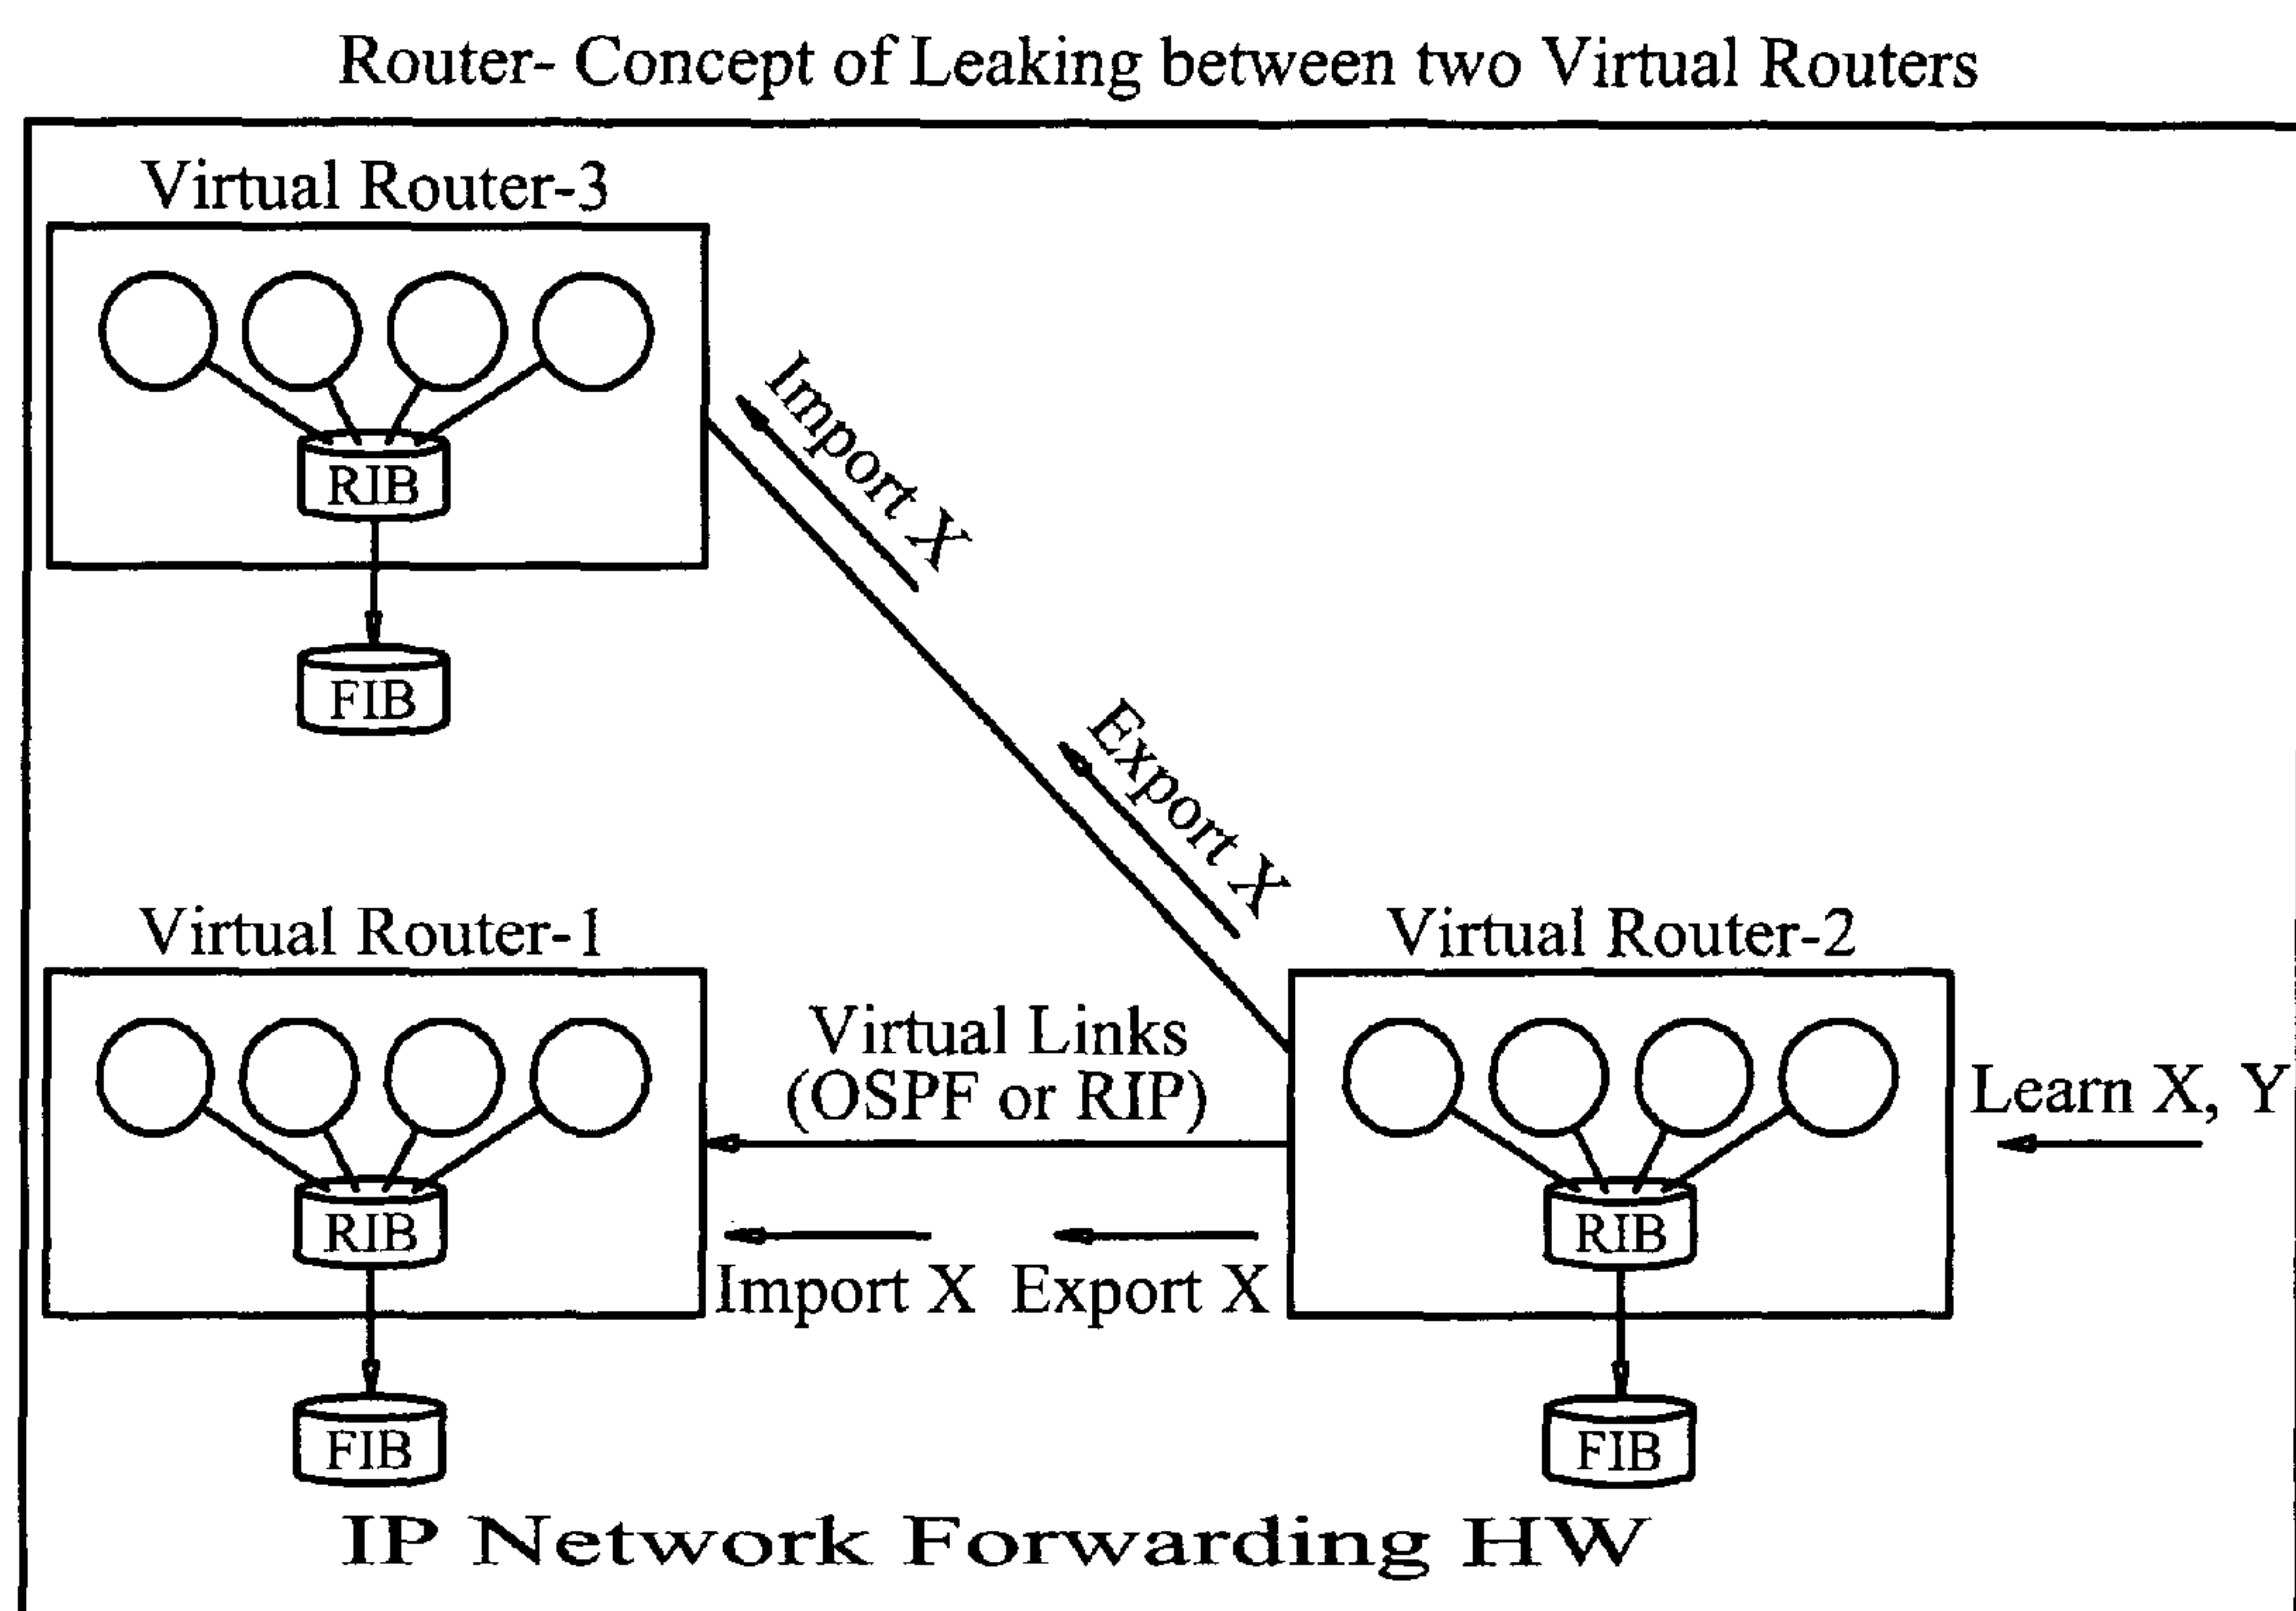 Router- Concept of Leaking between two Virtual Routers
Virtual Router-3
RIB
FIB
Import X
Export X
Virtual Router-1
RIB
FIB
Virtual Links
(OSPF or RIP)
Import X
Export X
Virtual Router-2
RIB
FIB
Learn X, Y
IP Network Forwarding HW